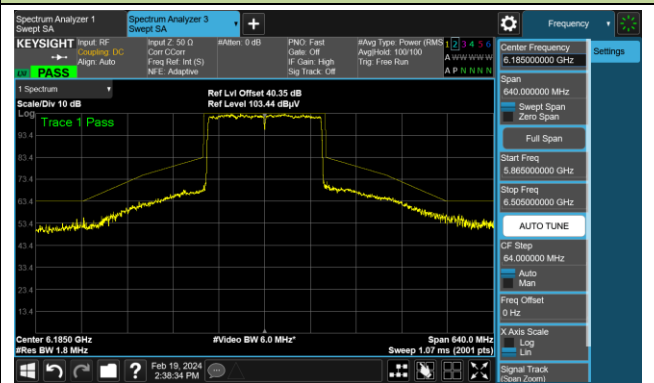 Spectrum Analyzer 1
Swept SA
Spectrum Analyzer 3
Swept SA
Frequency
KEYSIGHT
Input: RF
Coupling: DC
Align: Auto
PASS
Input Z: 50 Ω
Corr CCorr
Freq Ref: Int (S)
NFE: Adaptive
#Atten: 0 dB
PNO: Fast
Gate: Off
IF Gain: High
Sig Track: Off
#Avg Type: Power (RMS
Avg|Hold: 100/100
Trig: Free Run
1 2 3 4 5 6
A W W W W W
A P N N N N
1 Spectrum
Scale/Div 10 dB
Log
Ref Lvl Offset 40.35 dB
Ref Level 103.44 dBµV
Trace 1 Pass
93.4
83.4
73.4
63.4
53.4
43.4
33.4
23.4
13.4
Center 6.1850 GHz
#Res BW 1.8 MHz
#Video BW 6.0 MHz*
Span 640.0 MHz
Sweep 1.07 ms (2001 pts)
Center Frequency
6.185000000 GHz
Settings
Span
640.000000 MHz
Swept Span
Zero Span
Full Span
Start Freq
5.865000000 GHz
Stop Freq
6.505000000 GHz
AUTO TUNE
CF Step
64.000000 MHz
Auto
Man
Freq Offset
0 Hz
X Axis Scale
Log
Lin
Signal Track
(Span Zoom)
Feb 19, 2024
2:38:34 PM